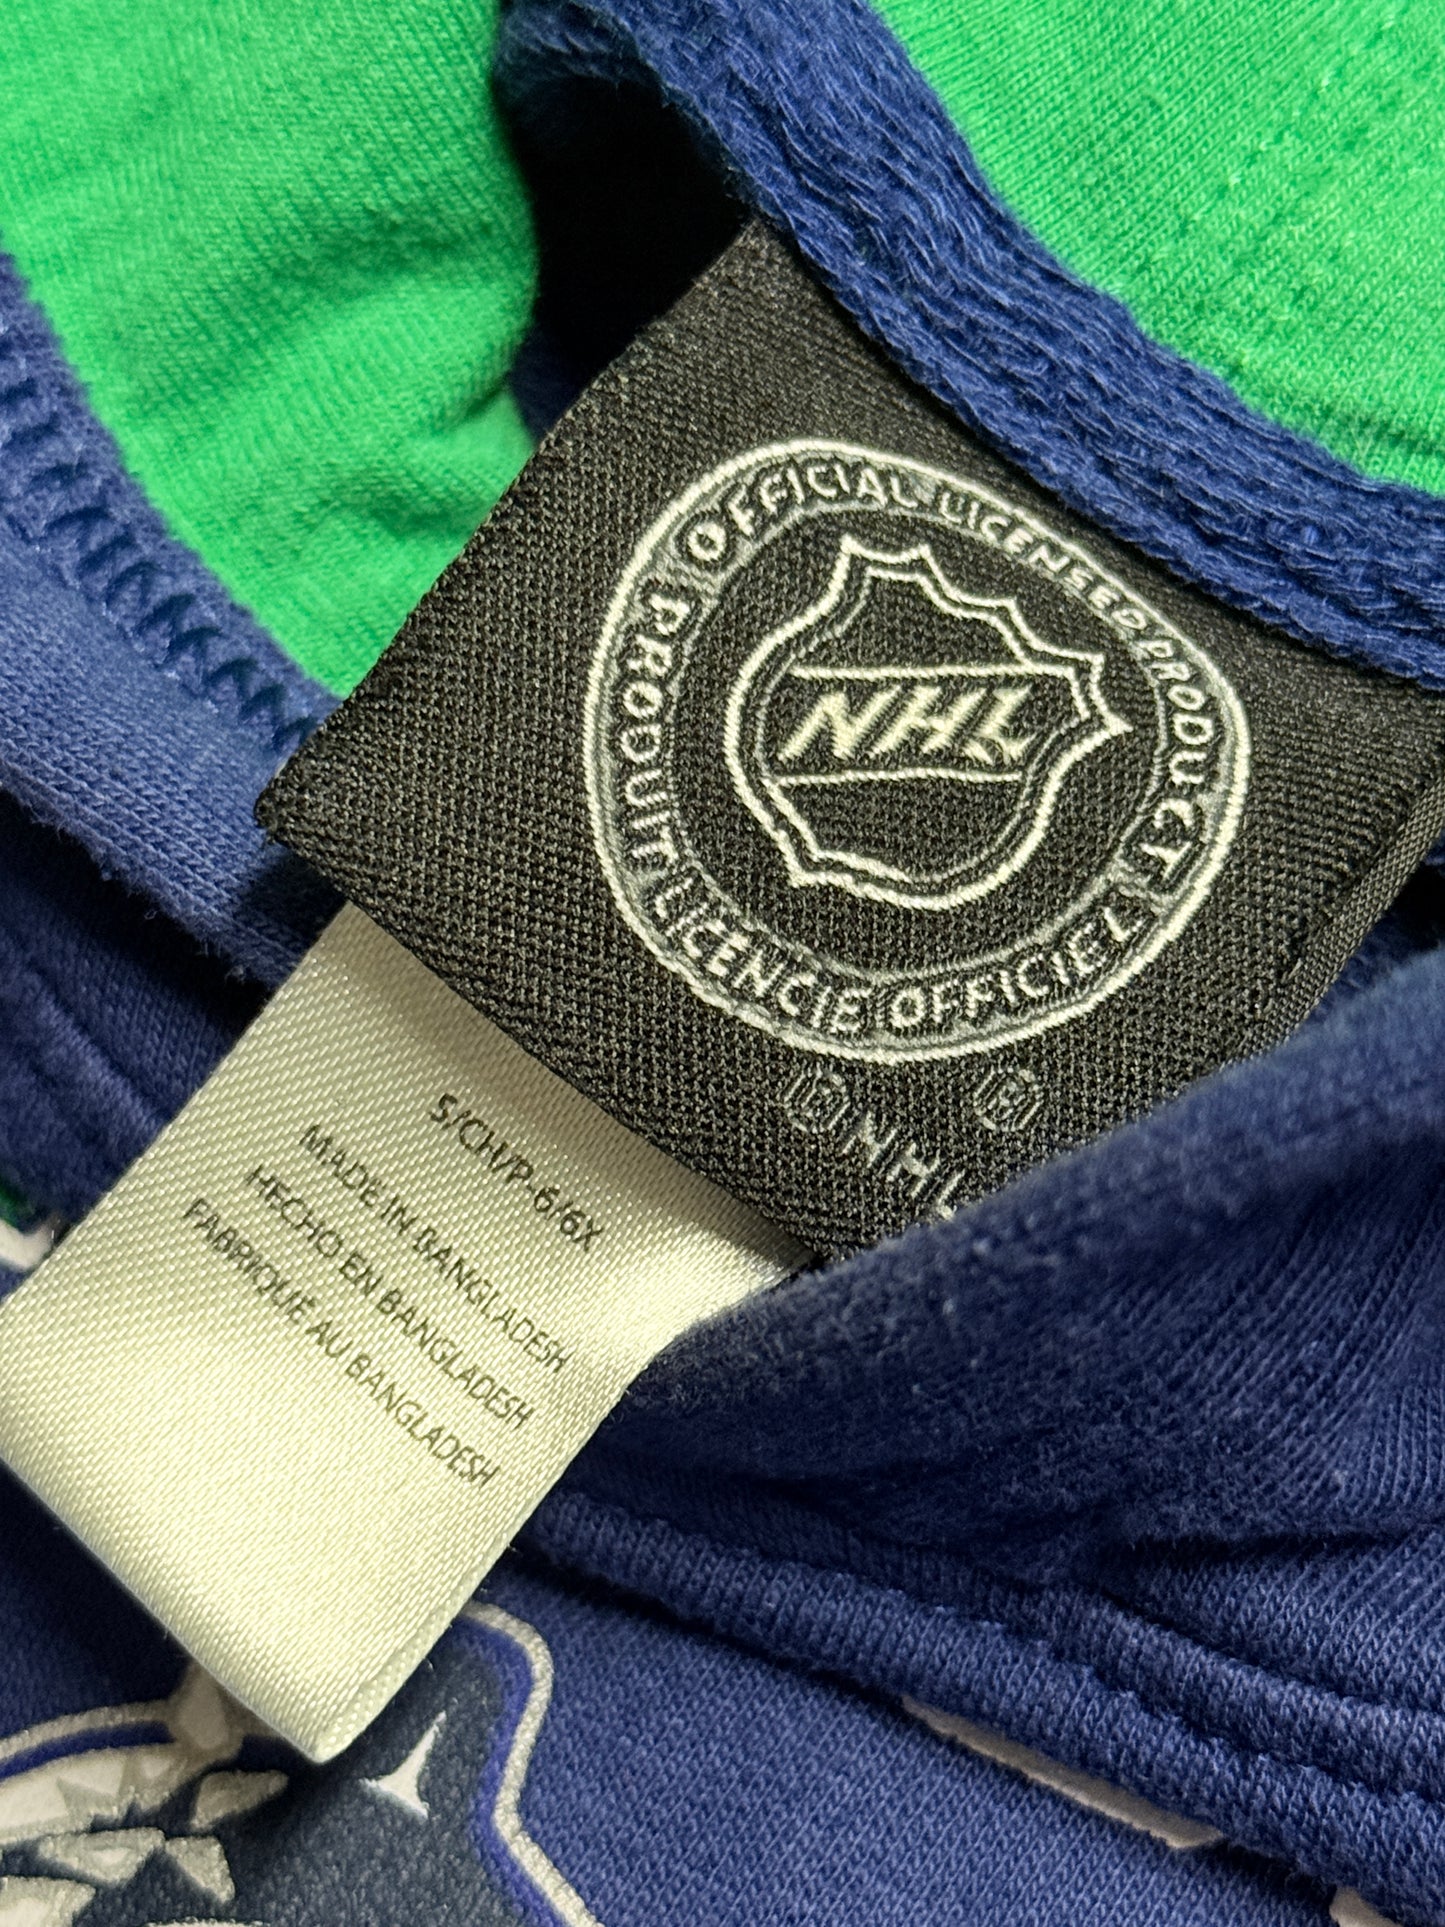 OFFICIAL LICENSED PRODUCT
PRODUIT LICENCIÉ OFFICIEL
NHL
© NHL
S/CH/P-6/6X
MADE IN BANGLADESH
HECHO EN BANGLADESH
FABRIQUÉ AU BANGLADESH